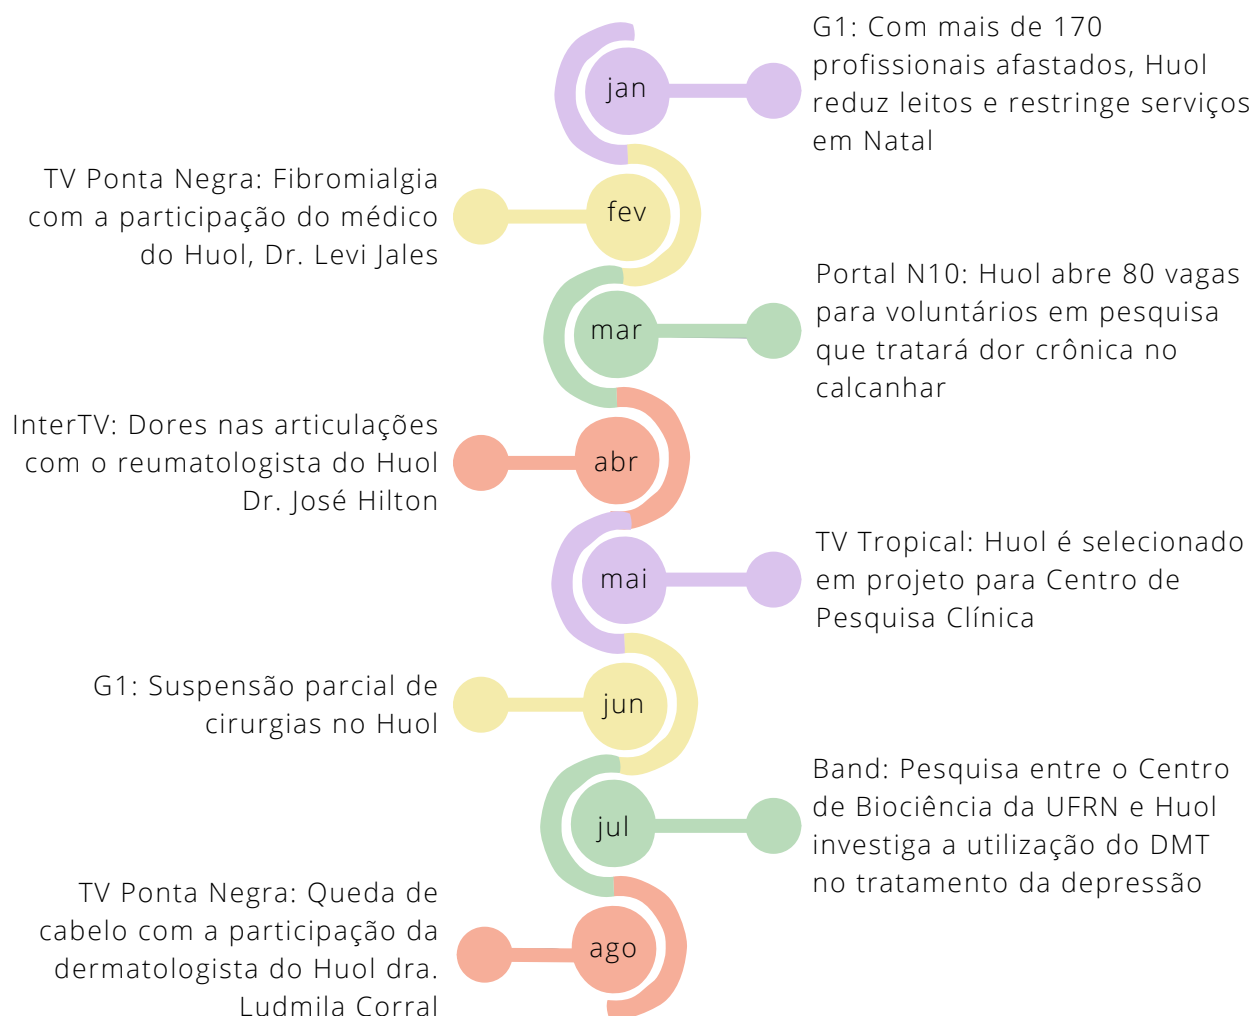 jan
G1: Com mais de 170
profissionais afastados, Huol
reduz leitos e restringe serviços
em Natal
fev
TV Ponta Negra: Fibromialgia
com a participação do médico
do Huol, Dr. Levi Jales
mar
Portal N10: Huol abre 80 vagas
para voluntários em pesquisa
que tratará dor crônica no
calcanhar
abr
InterTV: Dores nas articulações
com o reumatologista do Huol
Dr. José Hilton
mai
TV Tropical: Huol é selecionado
em projeto para Centro de
Pesquisa Clínica
jun
G1: Suspensão parcial de
cirurgias no Huol
jul
Band: Pesquisa entre o Centro
de Biociência da UFRN e Huol
investiga a utilização do DMT
no tratamento da depressão
ago
TV Ponta Negra: Queda de
cabelo com a participação da
dermatologista do Huol dra.
Ludmila Corral